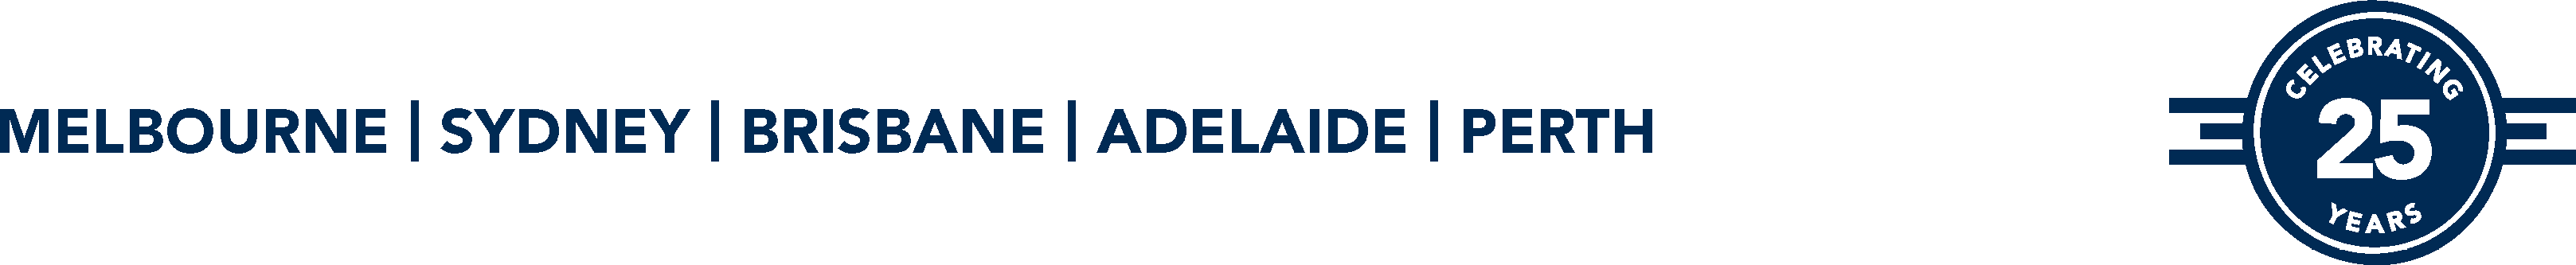 MELBOURNE | SYDNEY | BRISBANE | ADELAIDE | PERTH
CELEBRATING
25
YEARS